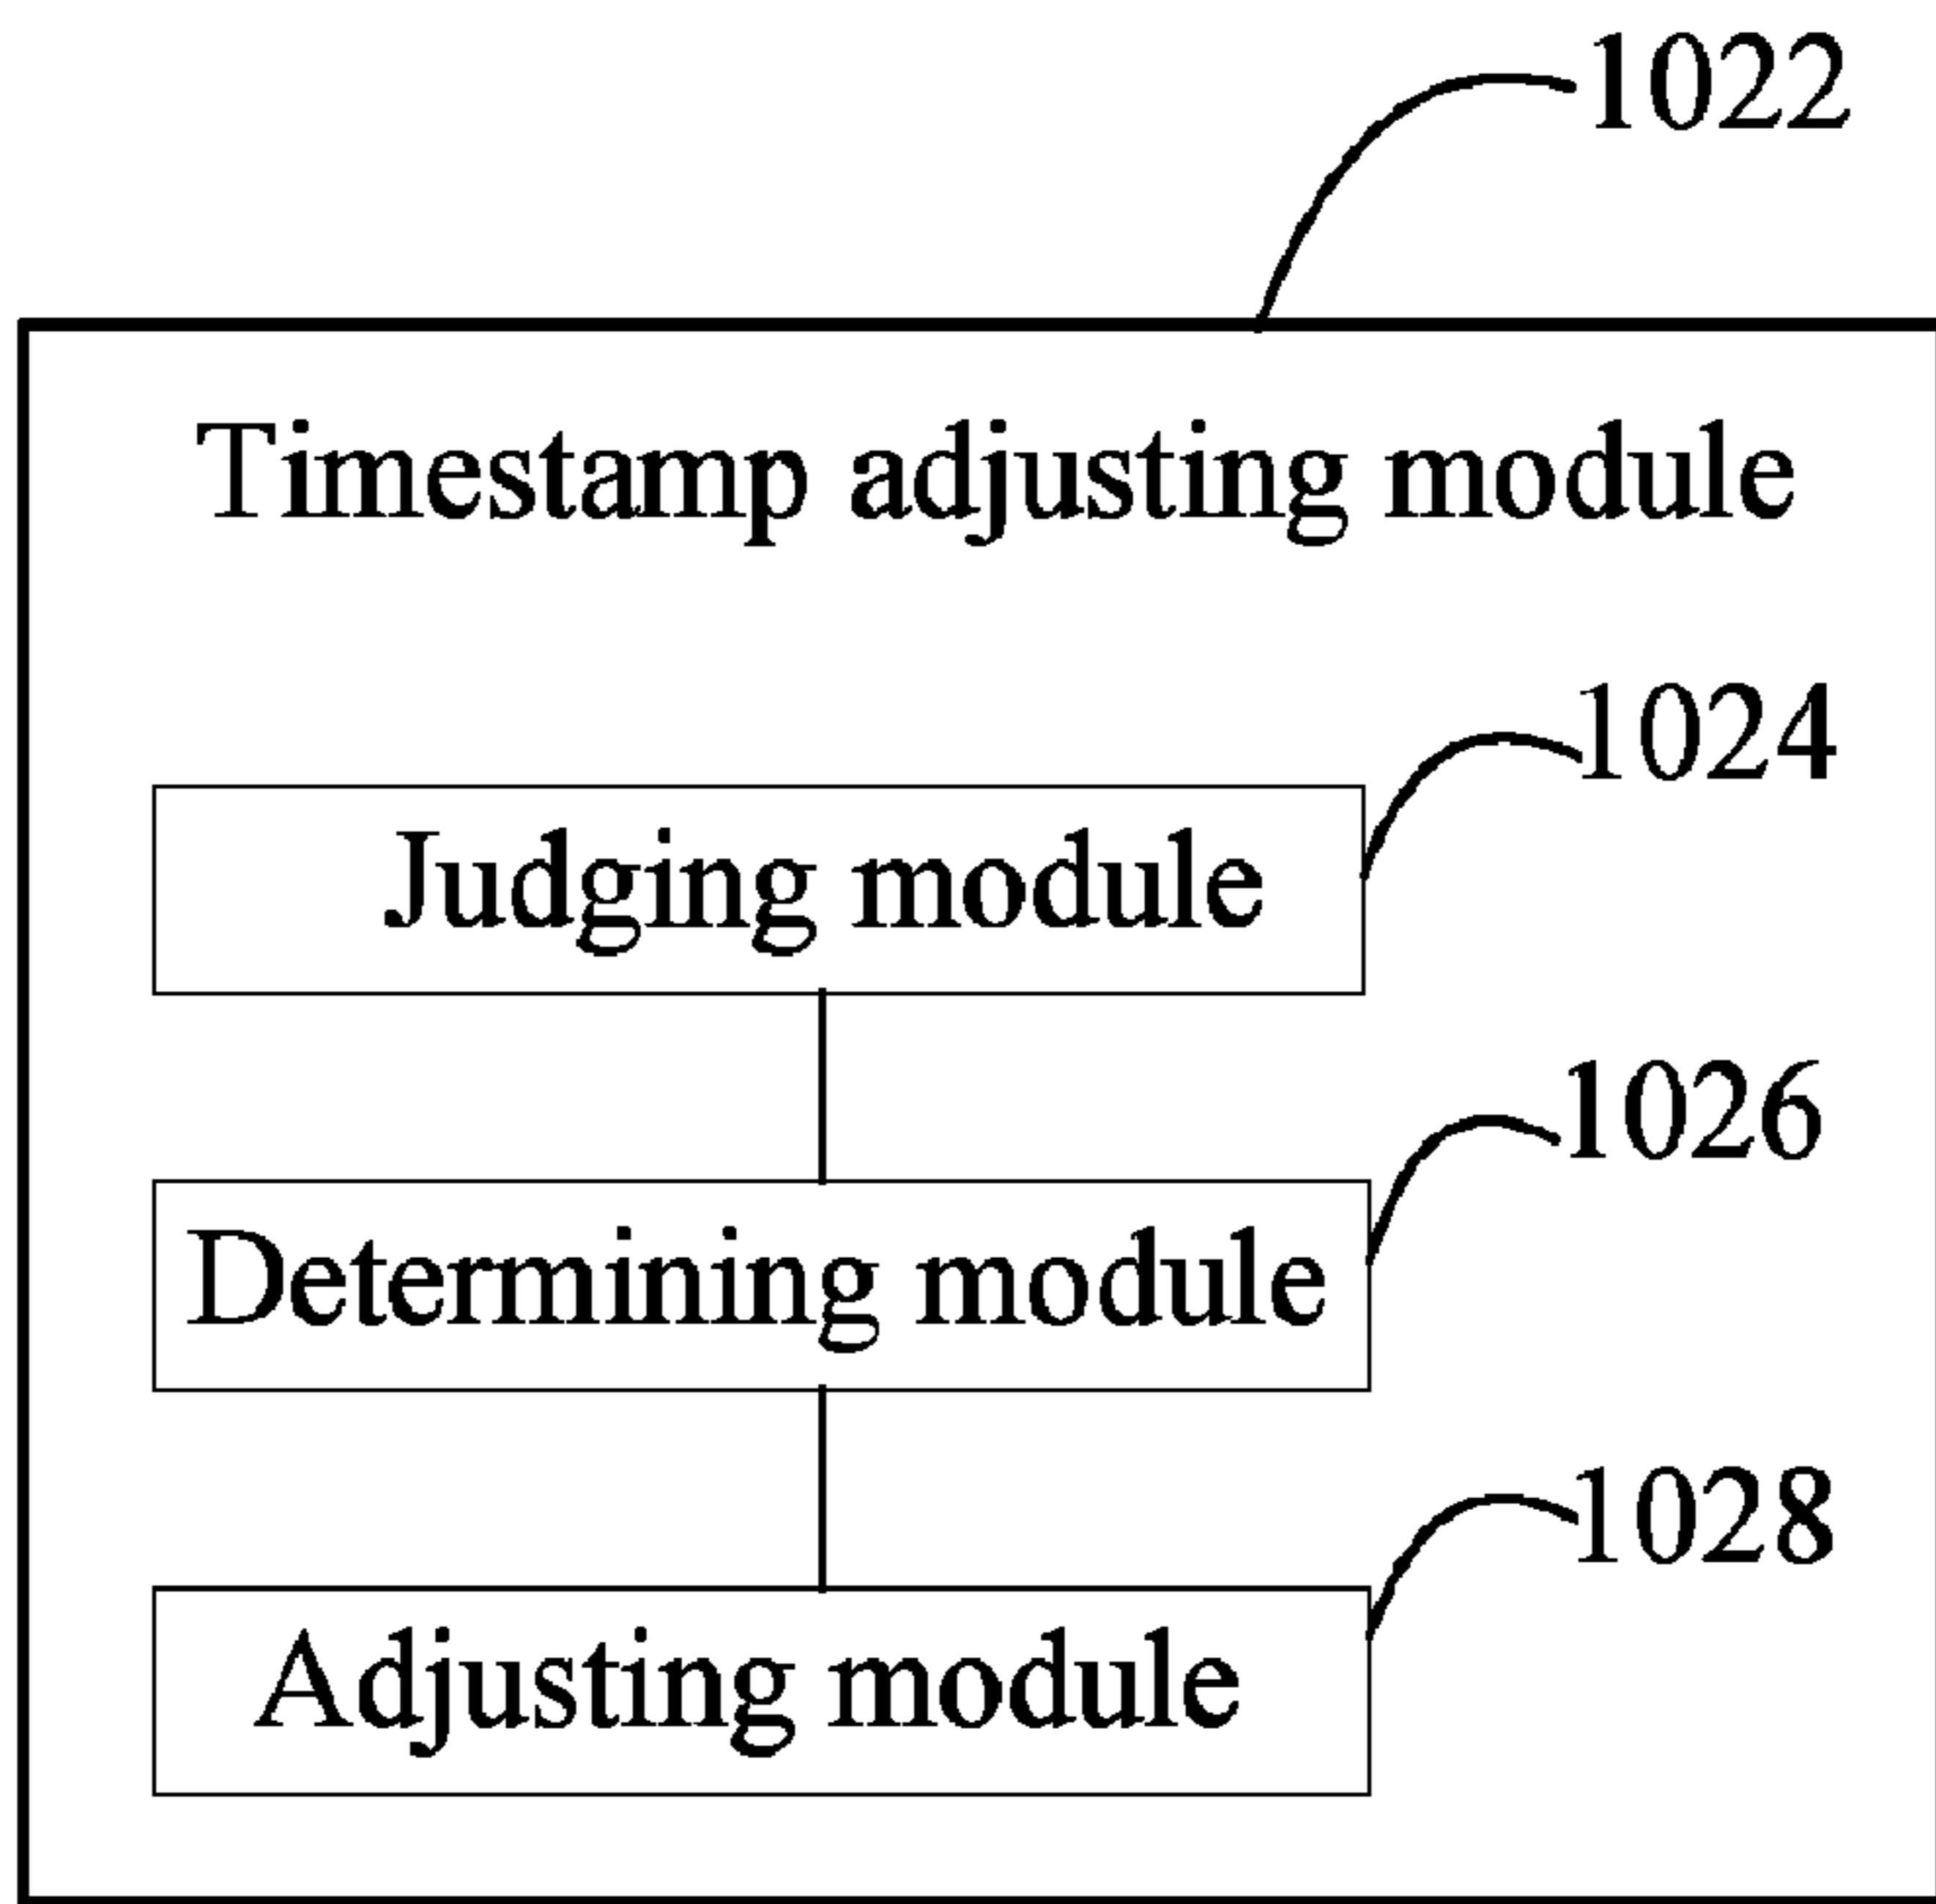 1022
Timestamp adjusting module
1024
Judging module
1026
Determining module
1028
Adjusting module